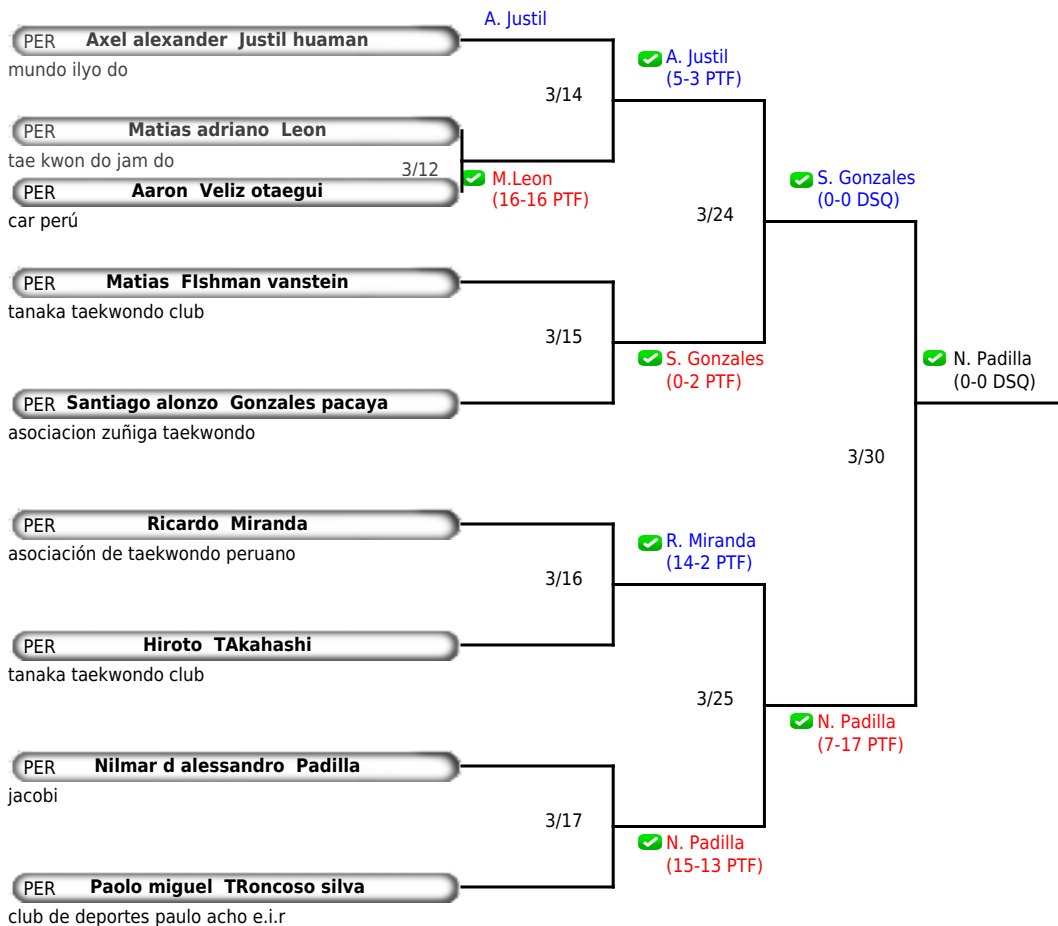 A. Justil
PER Axel alexander Justil huaman
mundo ilyo do
A. Justil
(5-3 PTF)
3/14
PER Matias adriano Leon
tae kwon do jam do
3/12
M.Leon
(16-16 PTF)
PER Aaron Veliz otaegui
car perú
S. Gonzales
(0-0 DSQ)
3/24
PER Matias FIshman vanstein
tanaka taekwondo club
3/15
S. Gonzales
(0-2 PTF)
N. Padilla
(0-0 DSQ)
PER Santiago alonzo Gonzales pacaya
asociacion zuñiga taekwondo
3/30
PER Ricardo Miranda
asociación de taekwondo peruano
R. Miranda
(14-2 PTF)
3/16
PER Hiroto TAkahashi
tanaka taekwondo club
3/25
N. Padilla
(7-17 PTF)
PER Nilmar d alessandro Padilla
jacobi
3/17
N. Padilla
(15-13 PTF)
PER Paolo miguel TRoncoso silva
club de deportes paulo acho e.i.r